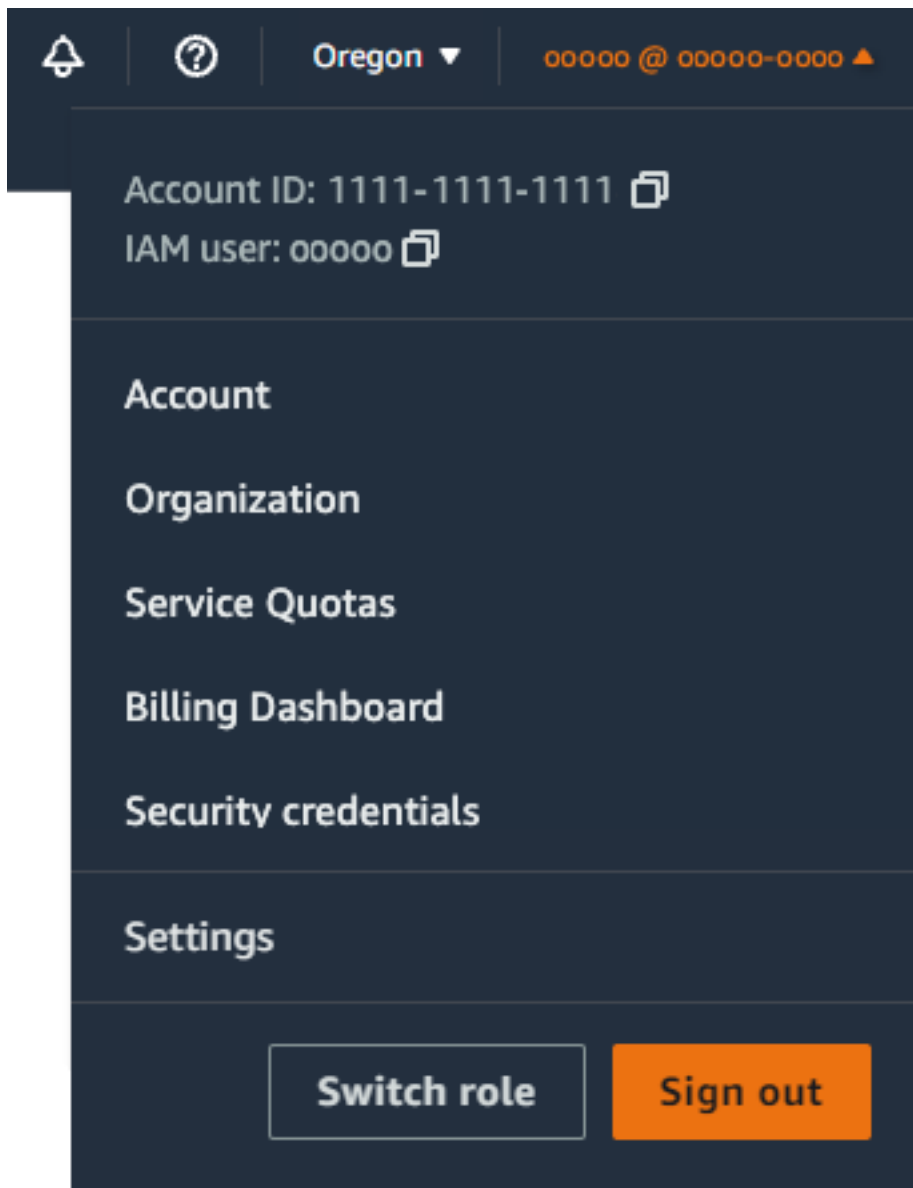 Oregon ▼ ooooo @ ooooo-oooo ▲
Account ID: 1111-1111-1111
IAM user: ooooo
Account
Organization
Service Quotas
Billing Dashboard
Security credentials
Settings
Switch role Sign out